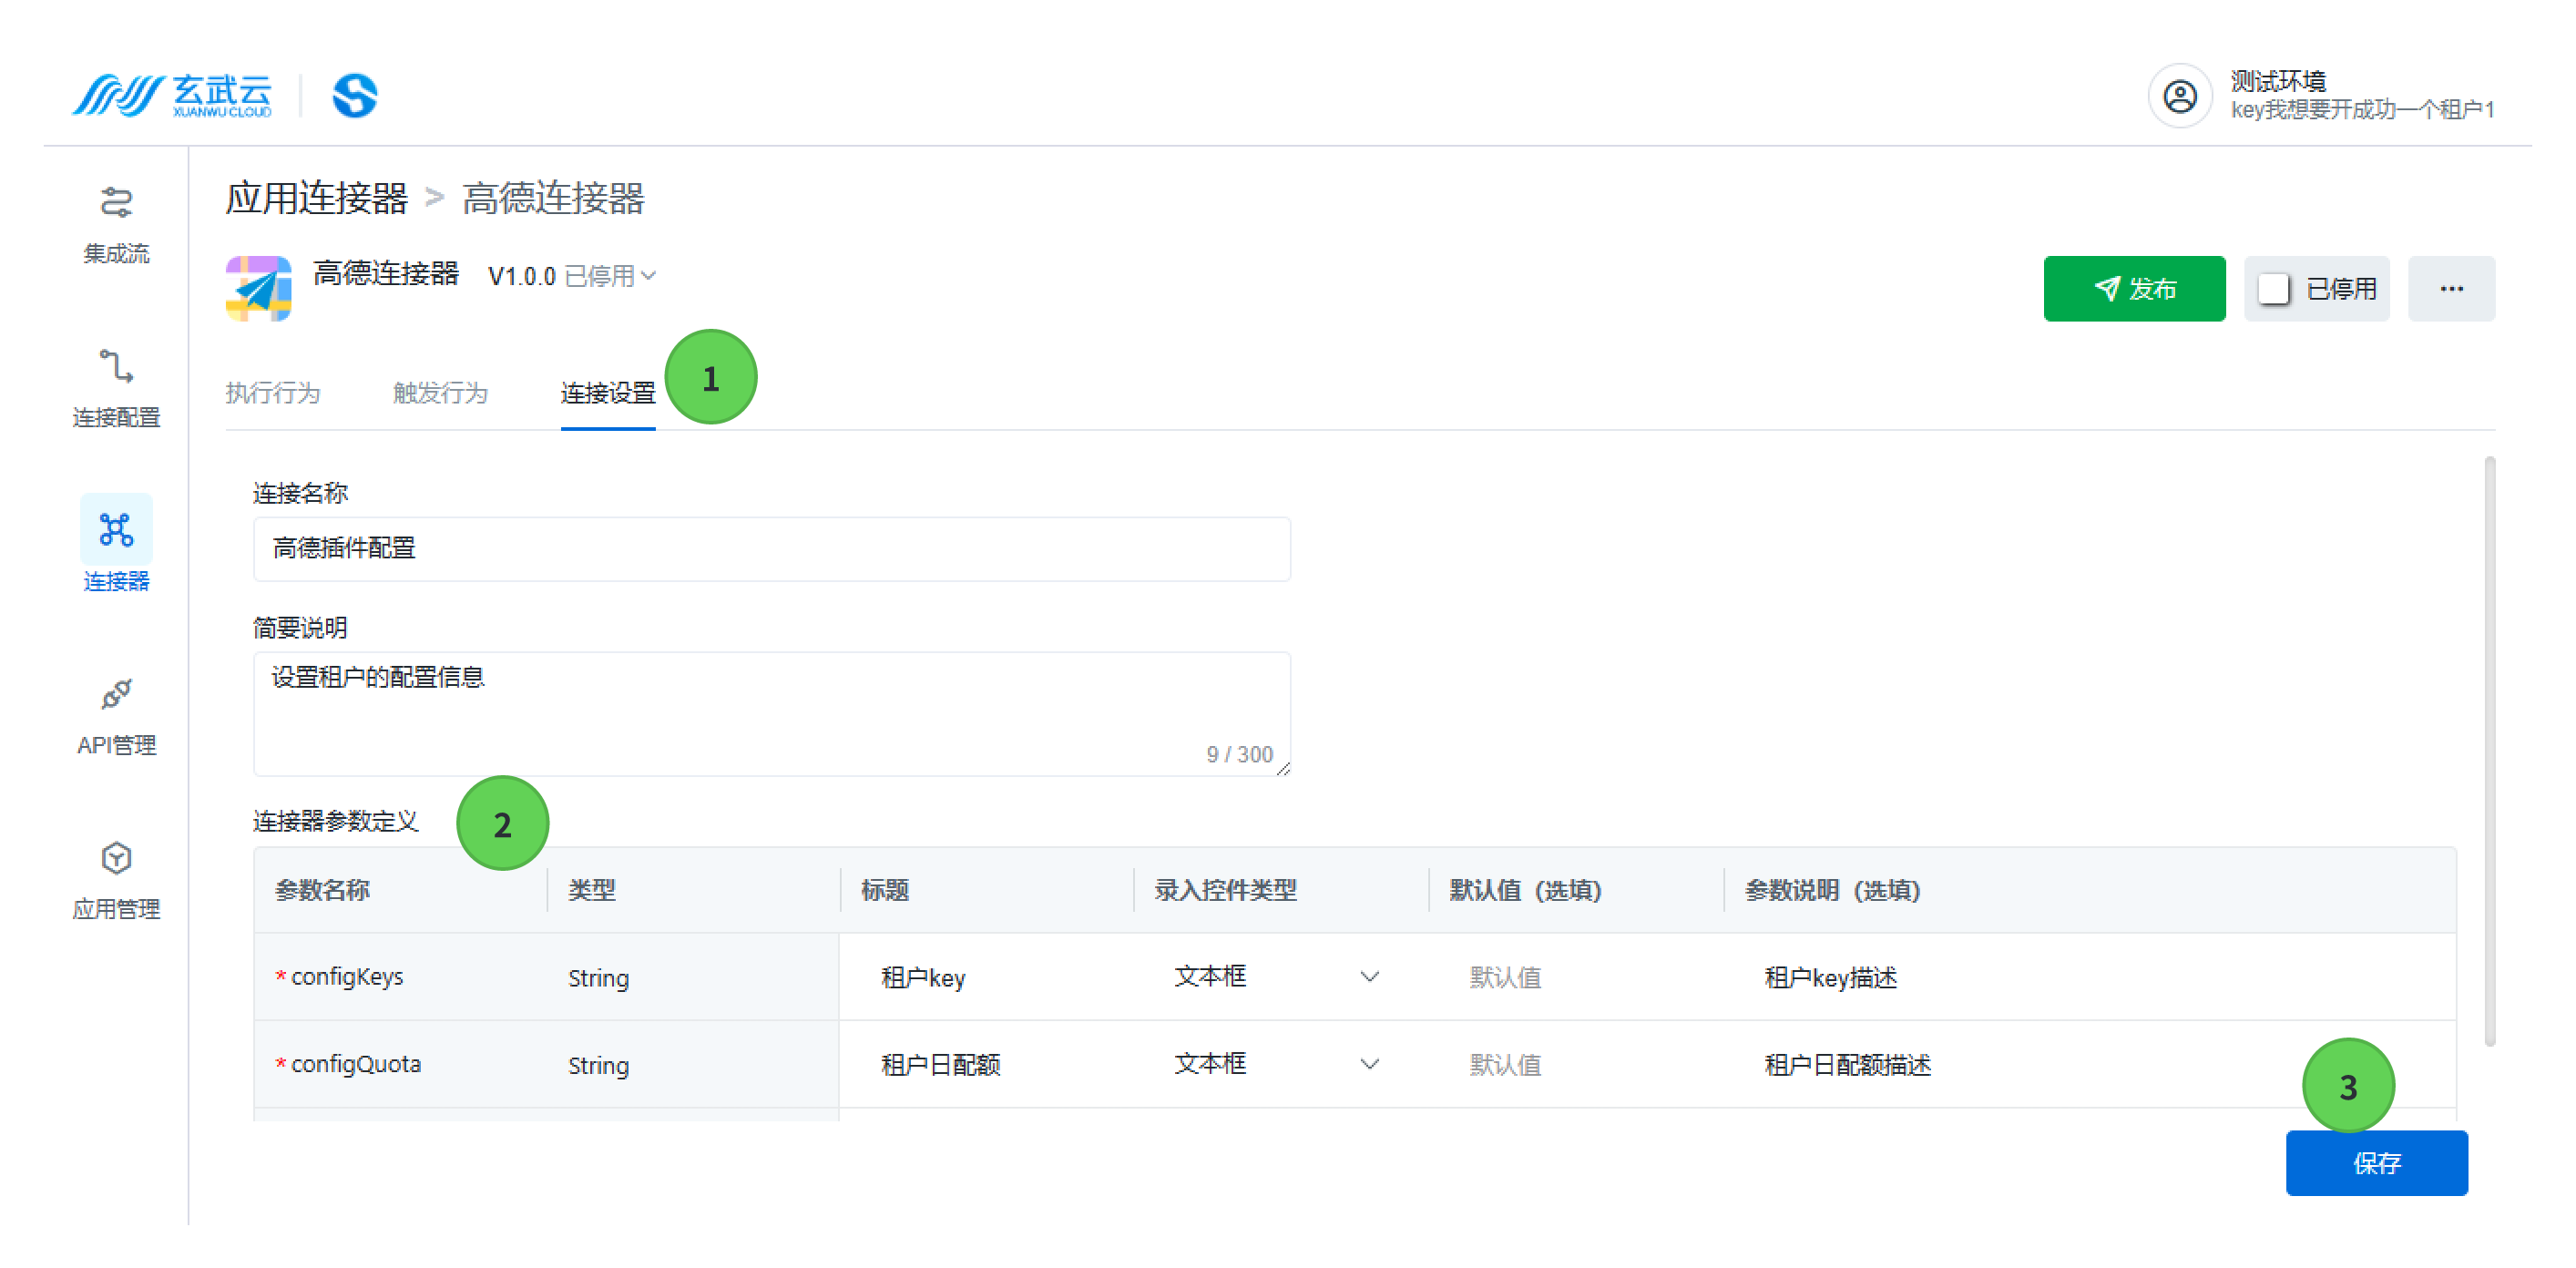 玄武云
XUANWU CLOUD
测试环境
key我想要开成功一个租户1
集成流
连接配置
连接器
API管理
应用管理
应用连接器 > 高德连接器
高德连接器 V1.0.0 已停用
发布
已停用
...
执行行为 触发行为 连接设置
1
连接名称
高德插件配置
简要说明
设置租户的配置信息
9 / 300
连接器参数定义
2
参数名称 类型 标题 录入控件类型 默认值（选填） 参数说明（选填）
* configKeys String 租户key 文本框 默认值 租户key描述
* configQuota String 租户日配额 文本框 默认值 租户日配额描述
3
保存